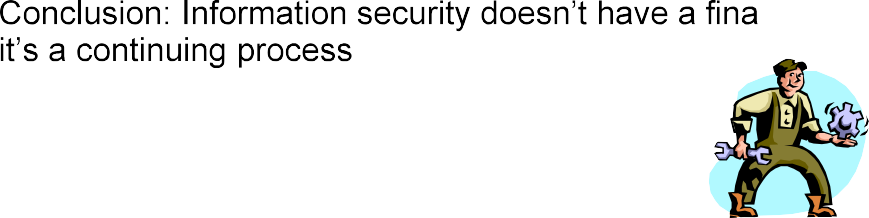 Conclusion: Information security doesn’t have a fina
it’s a continuing process